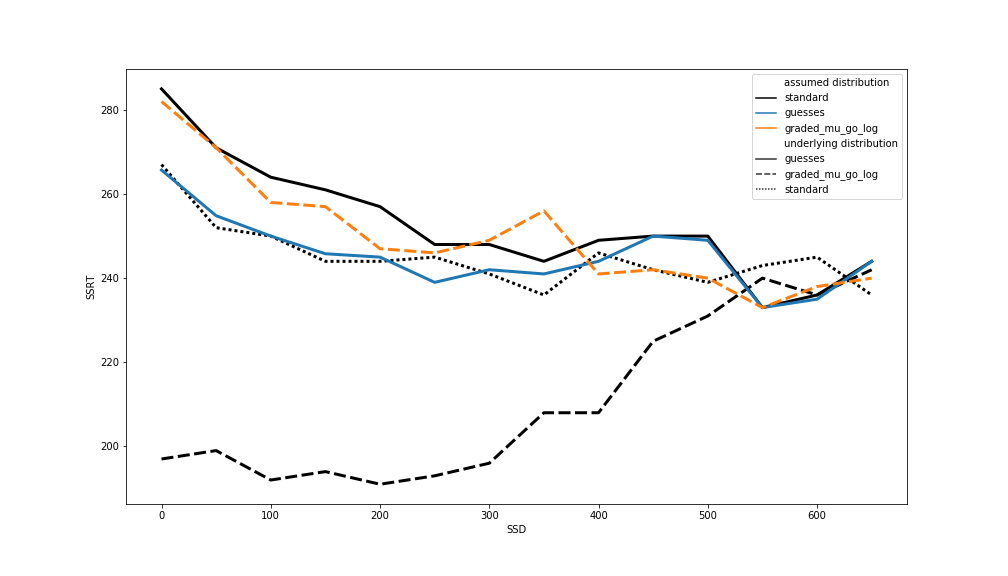 assumed distribution
standard
guesses
graded_mu_go_log
underlying distribution
guesses
graded_mu_go_log
standard
280
260
240
220
200
SSRT
0 100 200 300 400 500 600
SSD